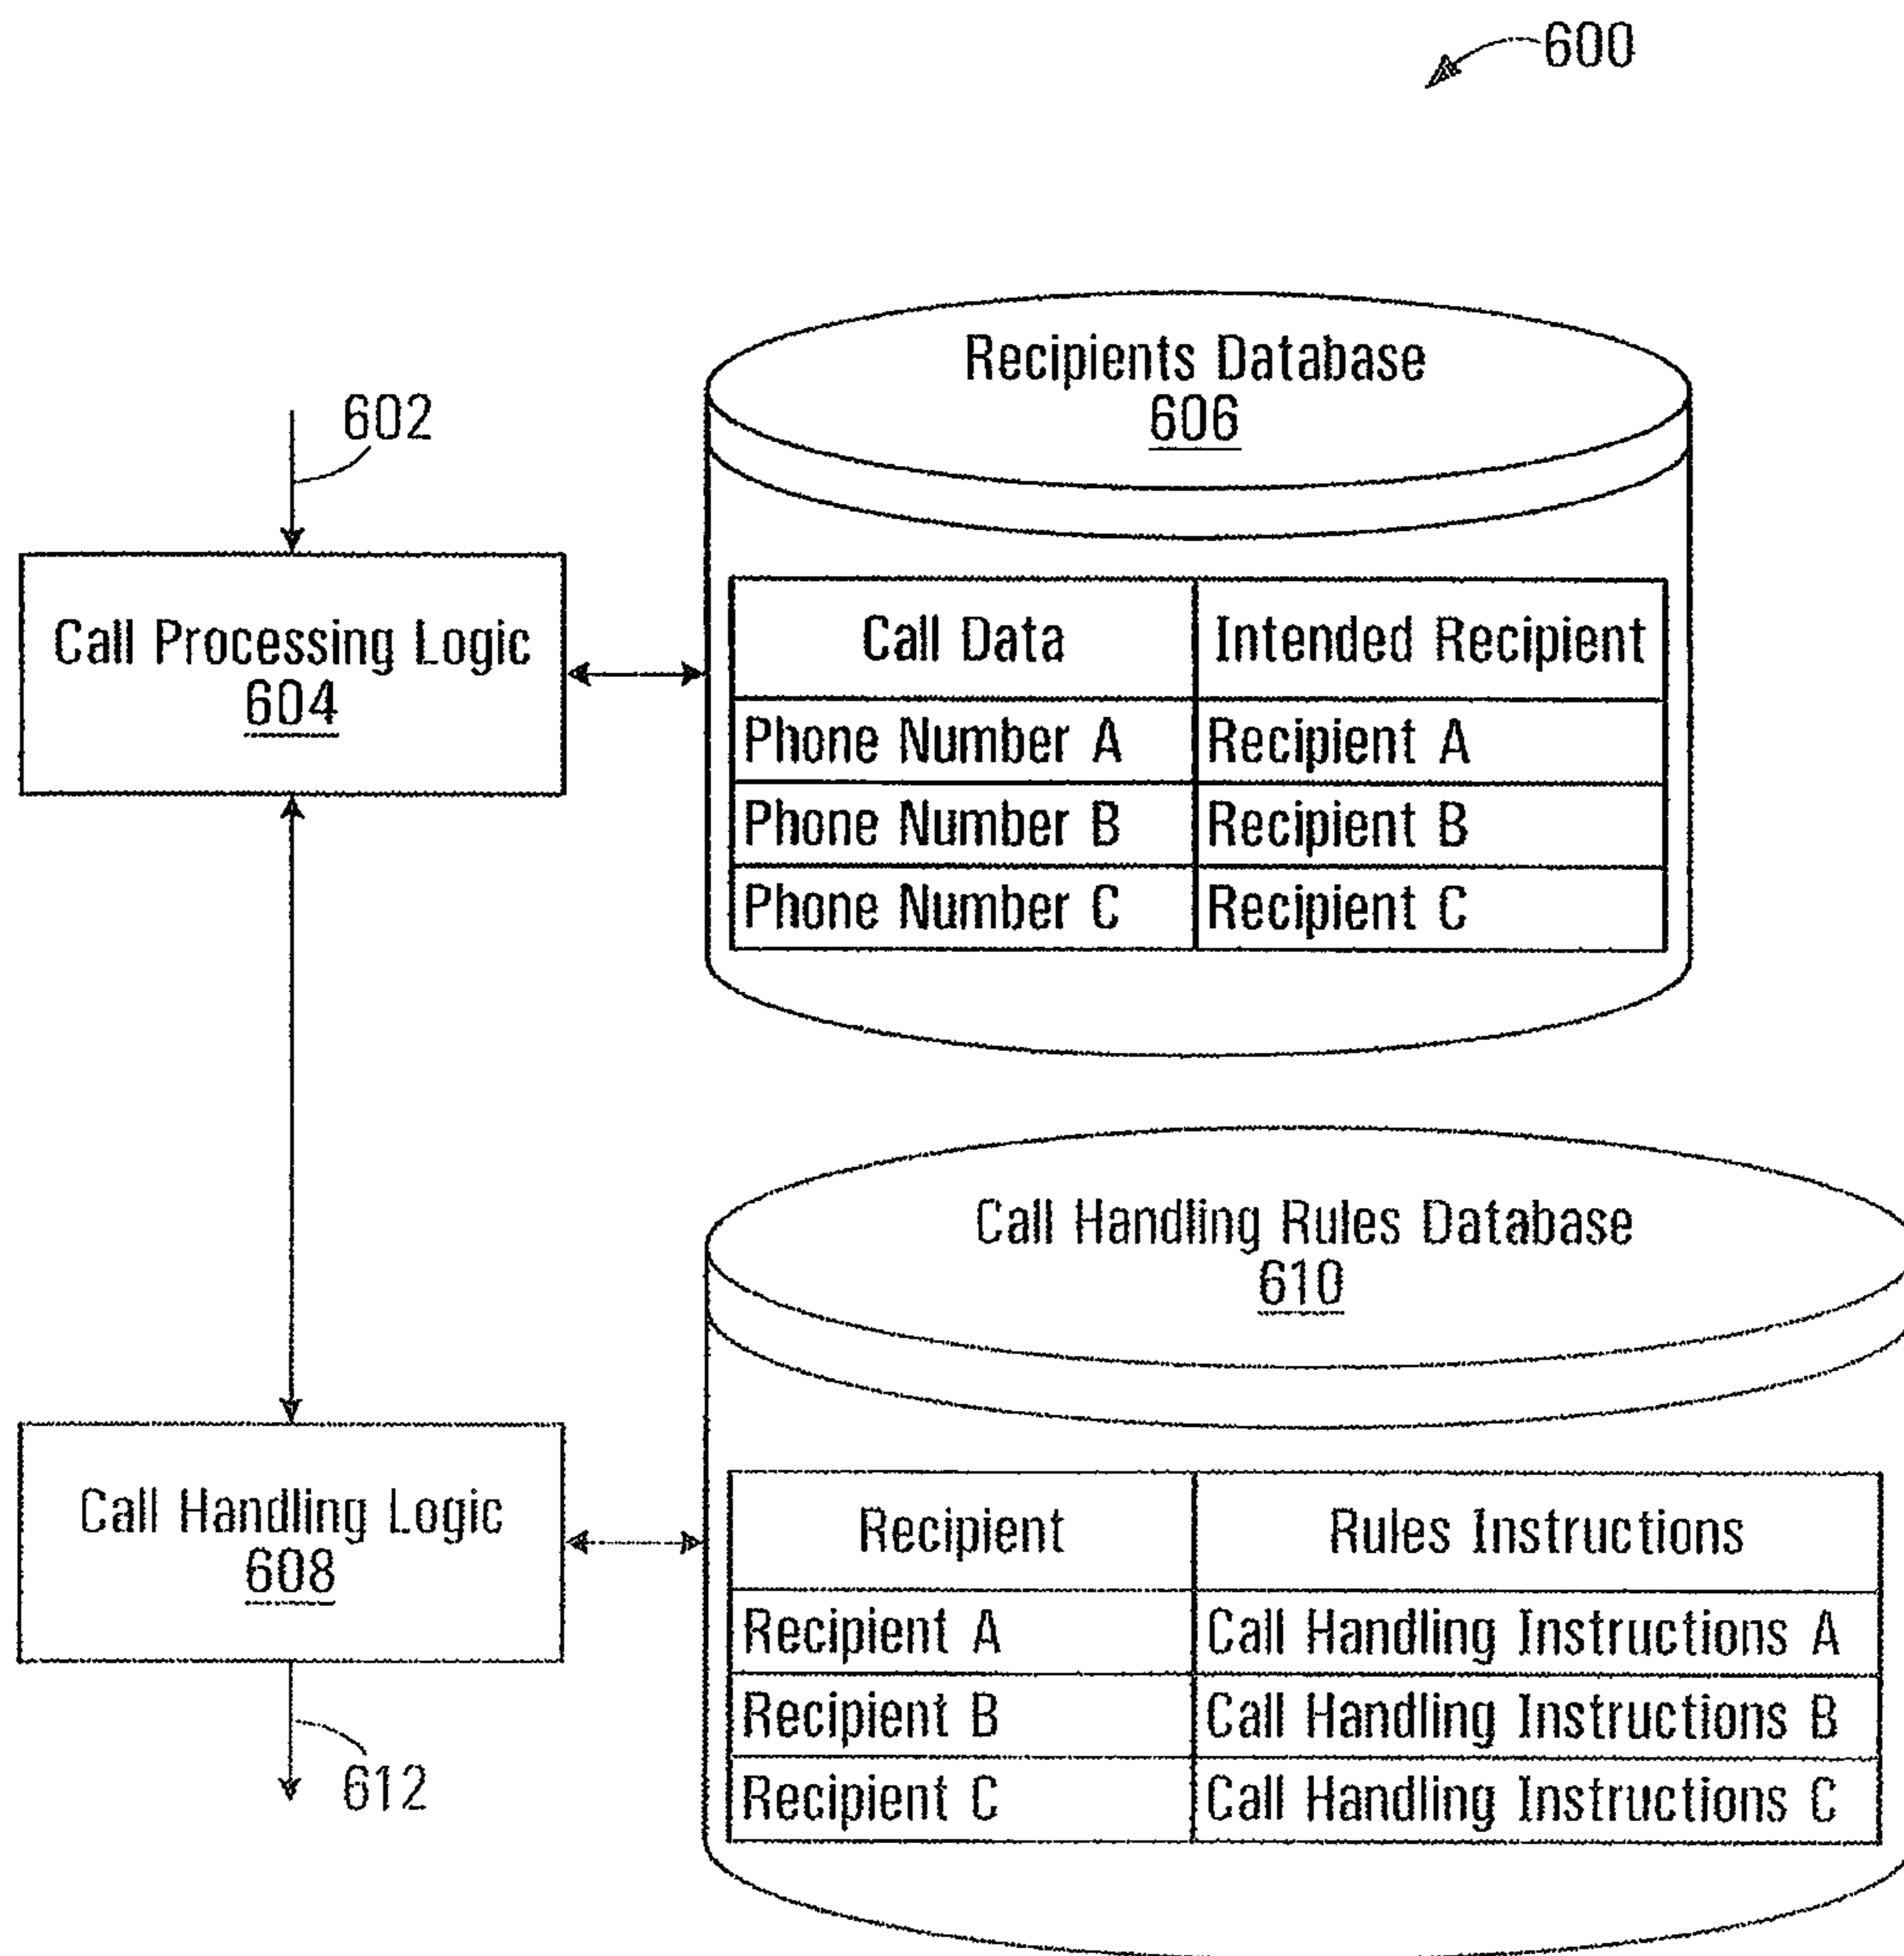 600
Recipients Database
606
602
Call Processing Logic
604
Call Data Intended Recipient
Phone Number A Recipient A
Phone Number B Recipient B
Phone Number C Recipient C
Call Handling Rules Database
610
Call Handling Logic
608
Recipient Rules Instructions
Recipient A Call Handling Instructions A
Recipient B Call Handling Instructions B
Recipient C Call Handling Instructions C
612